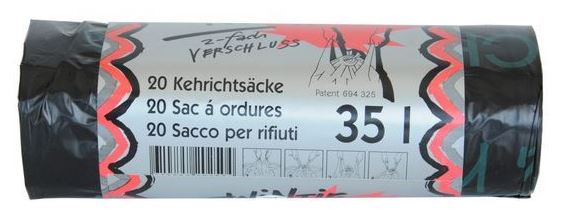 2-fach
VERSCHLUSS
20 Kehrichtsäcke
20 Sac á ordures
20 Sacco per rifiuti
Patent 694 325
35 l